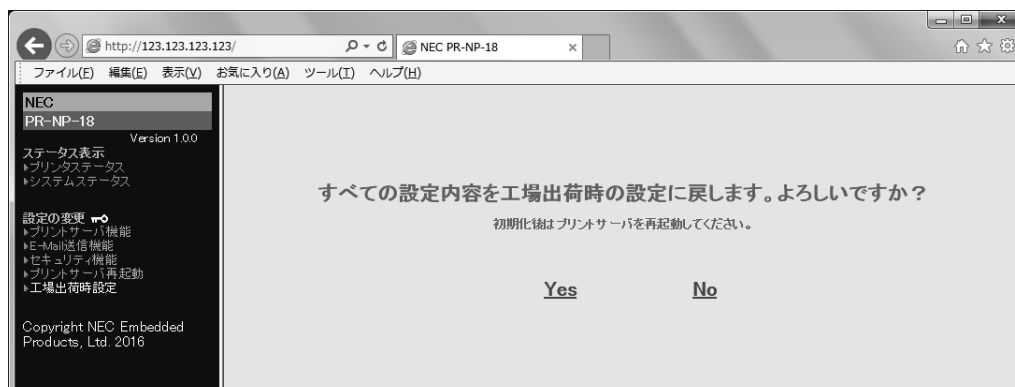 http://123.123.123.123/
NEC PR-NP-18
ファイル(F) 編集(E) 表示(V) お気に入り(A) ツール(T) ヘルプ(H)
NEC
PR-NP-18
Version 1.0.0
ステータス表示
プリンタステータス
システムステータス
設定の変更
プリントサーバ機能
E-Mail送信機能
セキュリティ機能
プリントサーバ再起動
工場出荷時設定
Copyright NEC Embedded
Products, Ltd. 2016
すべての設定内容を工場出荷時の設定に戻します。よろしいですか？
初期化後はプリントサーバを再起動してください。
Yes No